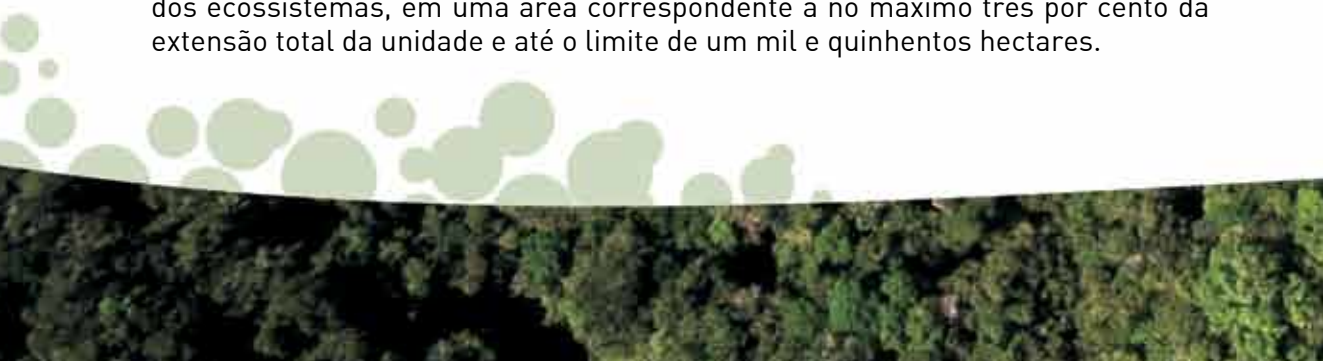 dos ecossistemas, em uma área correspondente a no máximo três por cento da
extensão total da unidade e até o limite de um mil e quinhentos hectares.